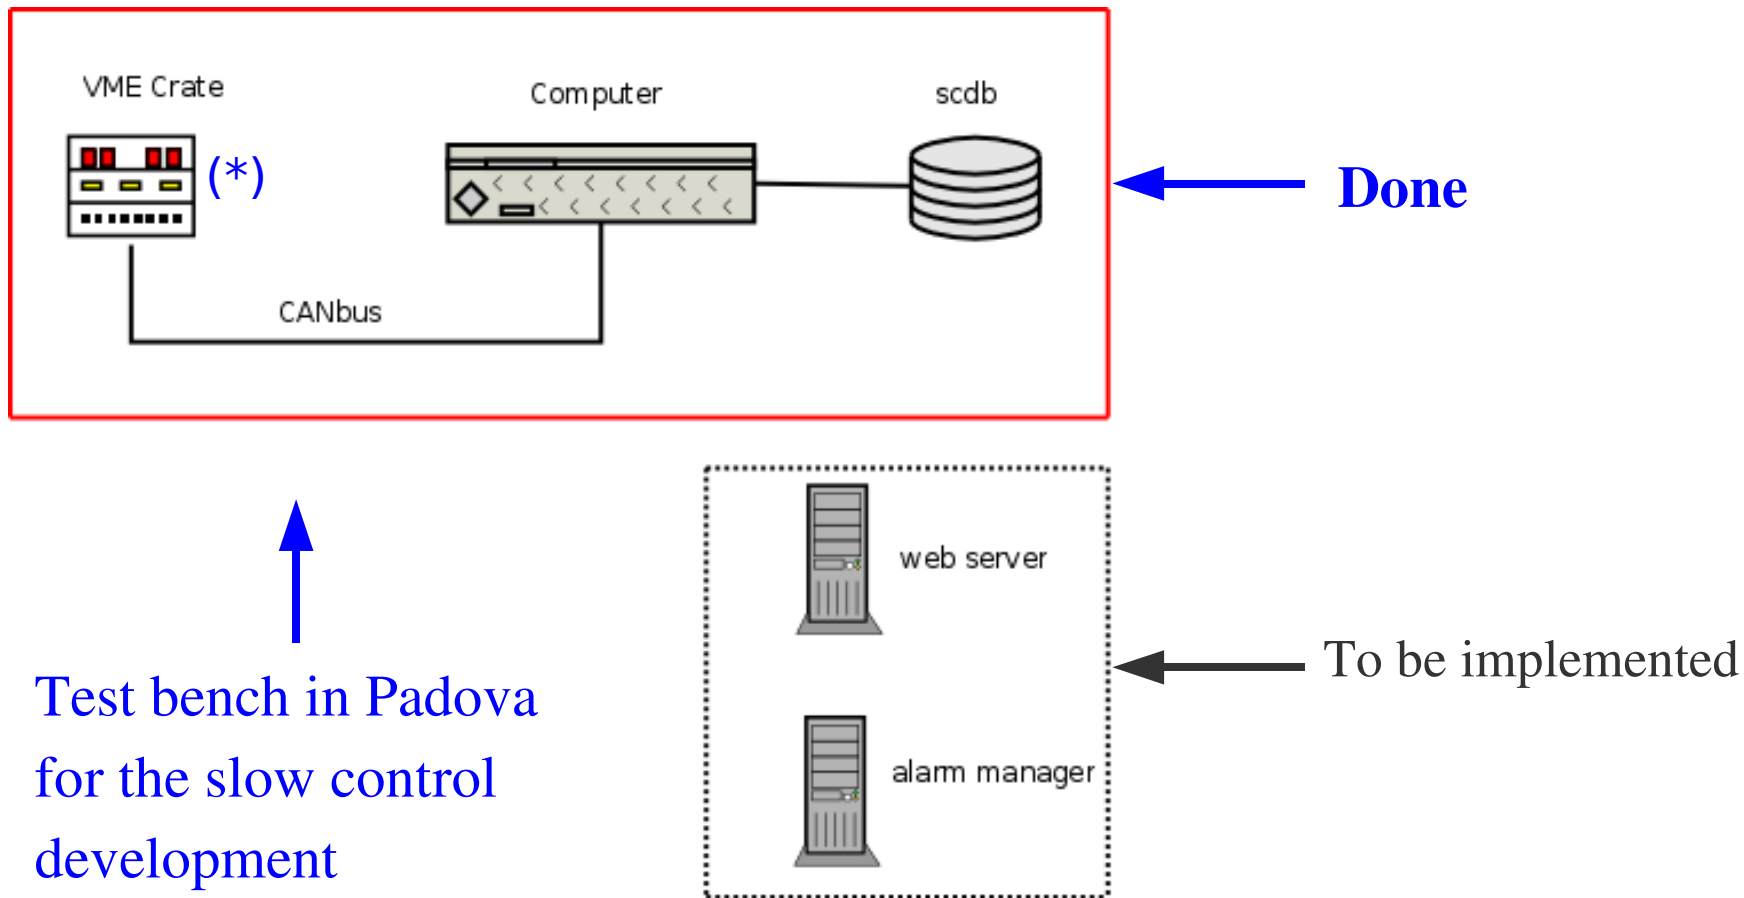 VME Crate
Computer
scdb
(*)
Done
CANbus
web server
To be implemented
Test bench in Padova
for the slow control
development
alarm manager